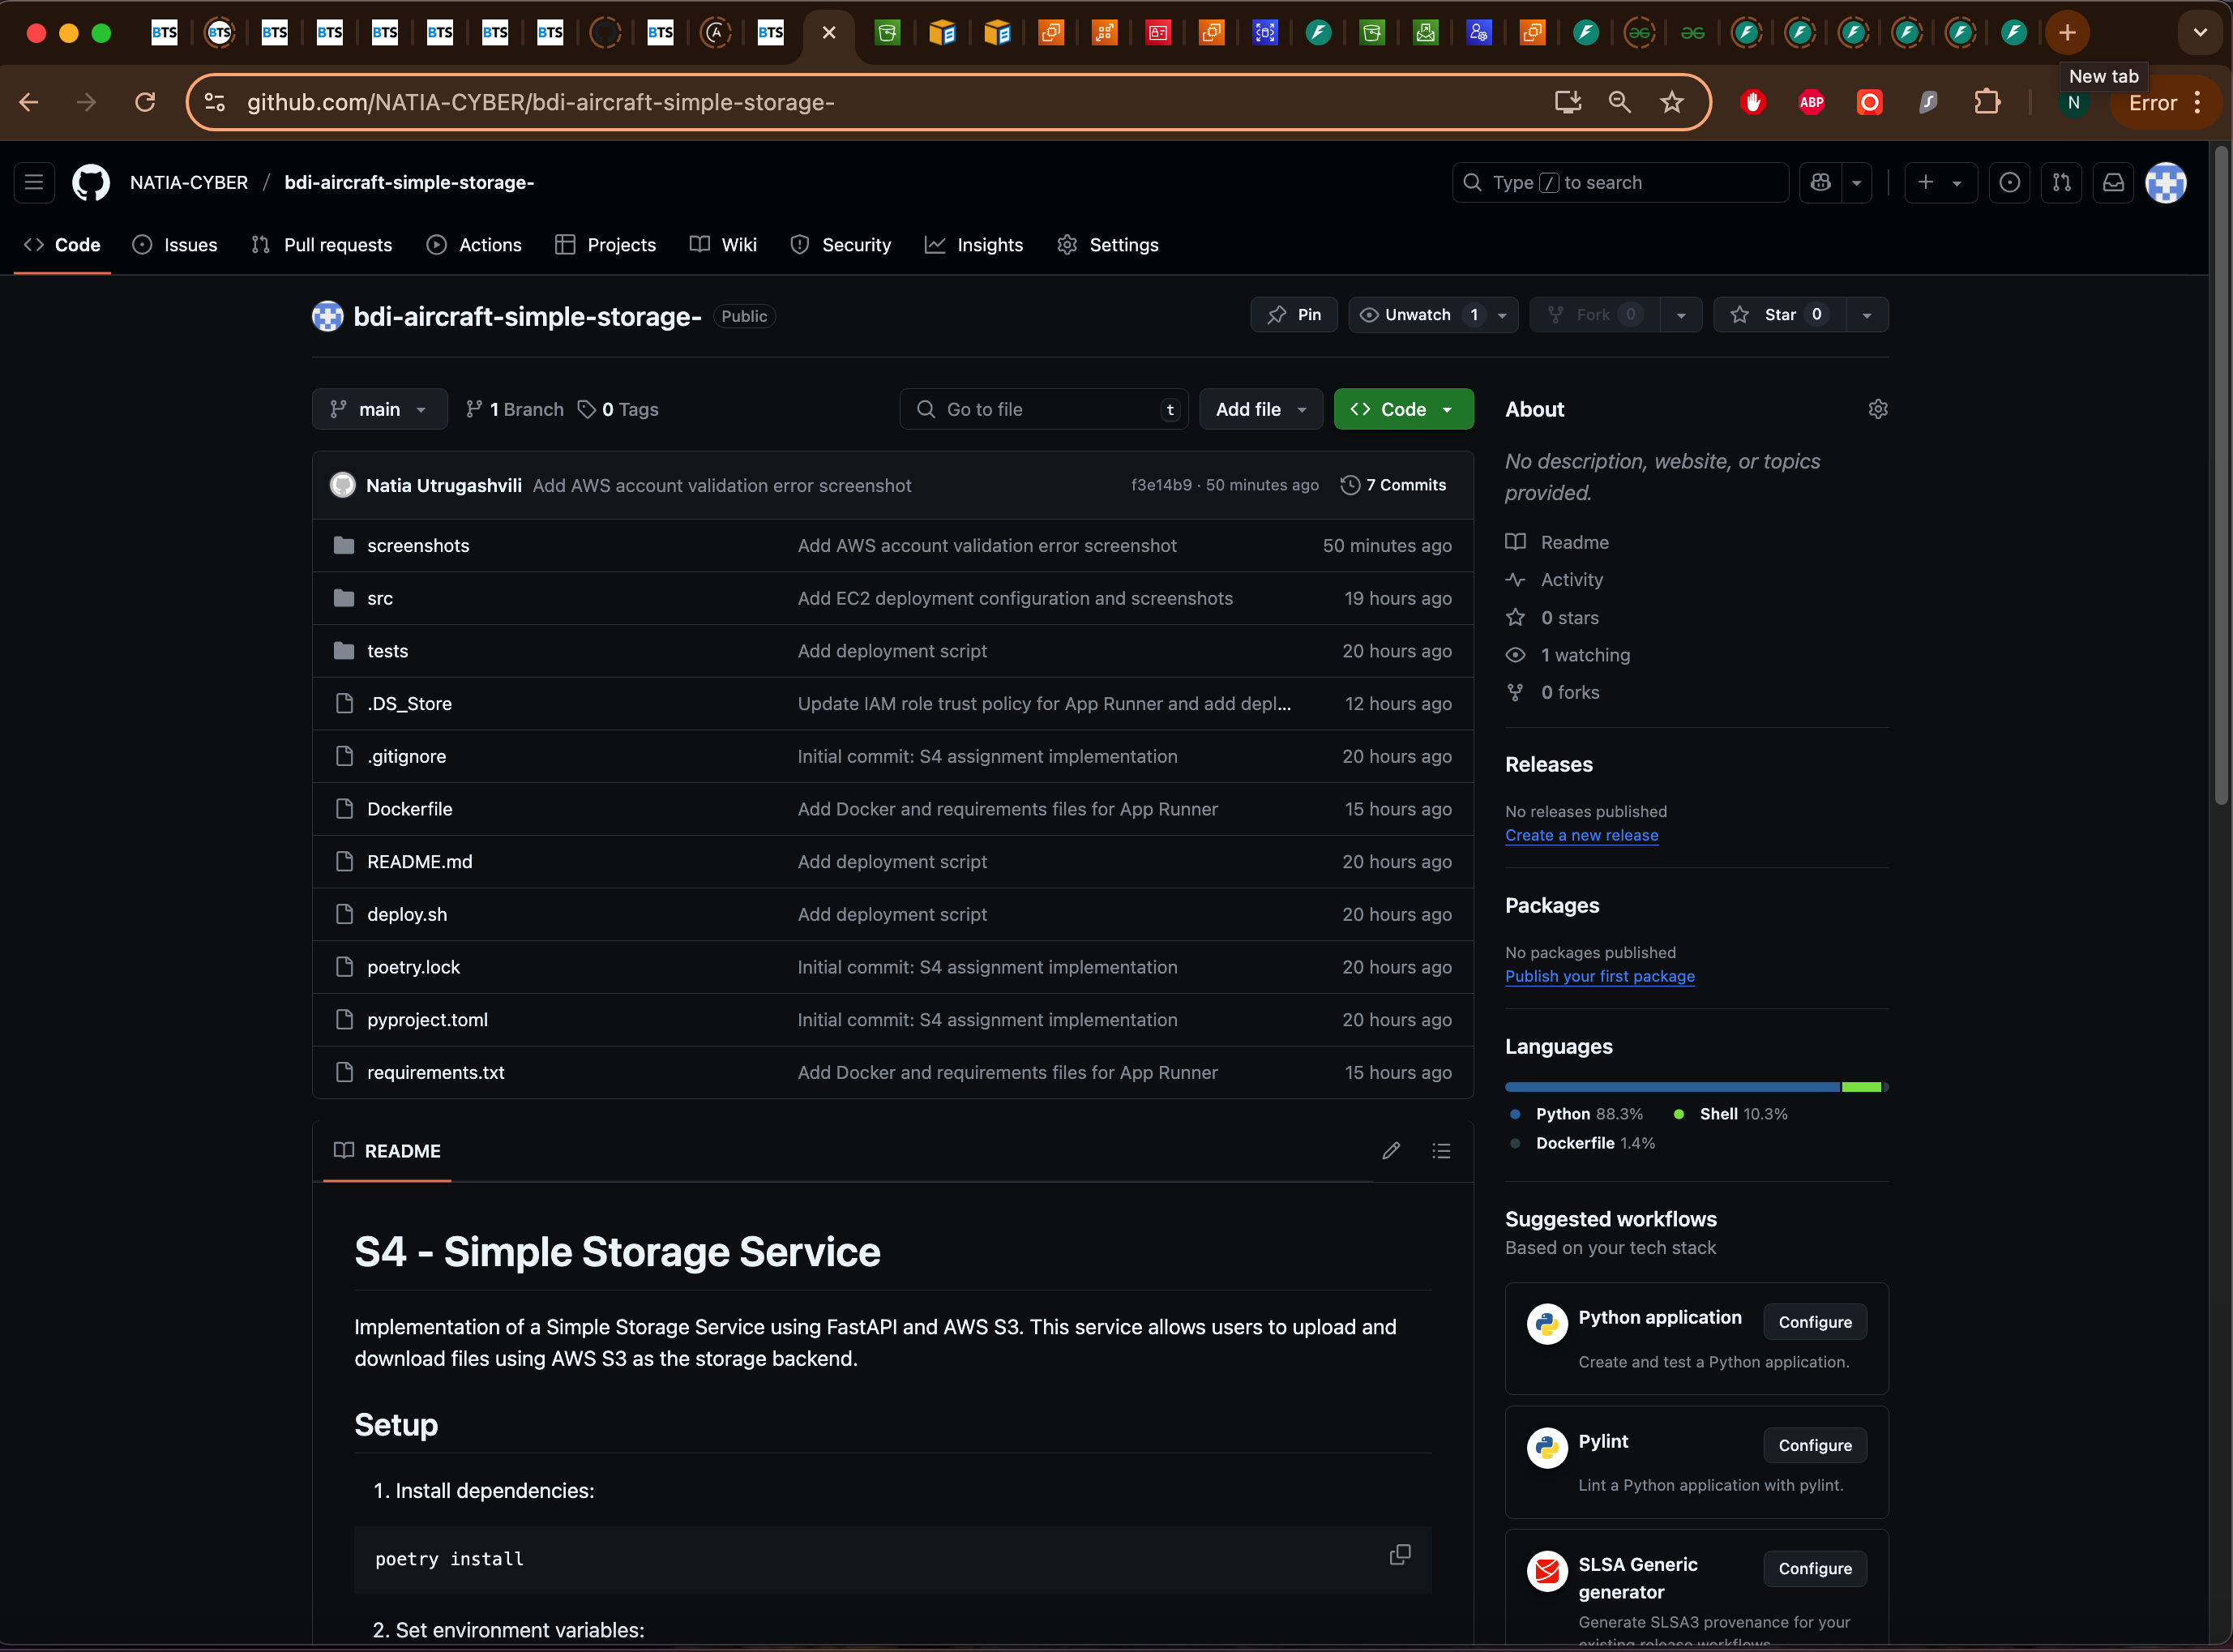 BTS BTS BTS BTS BTS BTS BTS BTS BTS BTS
github.com/NATIA-CYBER/bdi-aircraft-simple-storage-
ABP
New tab
N
Error
NATIA-CYBER / bdi-aircraft-simple-storage-
Type / to search
Code Issues Pull requests Actions Projects Wiki Security Insights Settings
bdi-aircraft-simple-storage- Public
Pin Unwatch 1 Fork 0 Star 0
main 1 Branch 0 Tags Go to file t Add file Code
Natia Utrugashvili Add AWS account validation error screenshot f3e14b9 · 50 minutes ago 7 Commits
screenshots Add AWS account validation error screenshot 50 minutes ago
src Add EC2 deployment configuration and screenshots 19 hours ago
tests Add deployment script 20 hours ago
.DS_Store Update IAM role trust policy for App Runner and add depl... 12 hours ago
.gitignore Initial commit: S4 assignment implementation 20 hours ago
Dockerfile Add Docker and requirements files for App Runner 15 hours ago
README.md Add deployment script 20 hours ago
deploy.sh Add deployment script 20 hours ago
poetry.lock Initial commit: S4 assignment implementation 20 hours ago
pyproject.toml Initial commit: S4 assignment implementation 20 hours ago
requirements.txt Add Docker and requirements files for App Runner 15 hours ago
README
S4 - Simple Storage Service
Implementation of a Simple Storage Service using FastAPI and AWS S3. This service allows users to upload and
download files using AWS S3 as the storage backend.
Setup
1. Install dependencies:
poetry install
2. Set environment variables:
About
No description, website, or topics
provided.
Readme
Activity
0 stars
1 watching
0 forks
Releases
No releases published
Create a new release
Packages
No packages published
Publish your first package
Languages
Python 88.3% Shell 10.3%
Dockerfile 1.4%
Suggested workflows
Based on your tech stack
Python application Configure
Create and test a Python application.
Pylint Configure
Lint a Python application with pylint.
SLSA Generic
generator
Configure
Generate SLSA3 provenance for your
existing release workflows